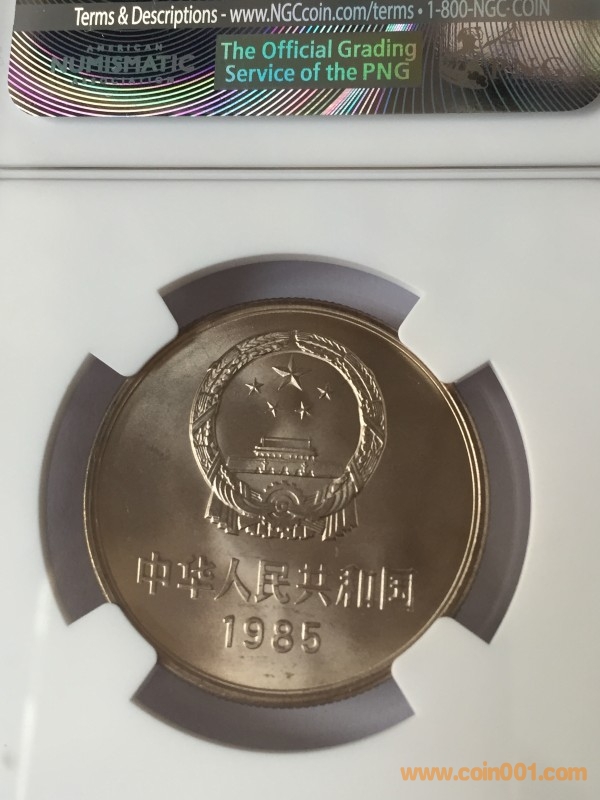 Terms & Descriptions - www.NGCcoin.com/terms • 1-800-NGC-COIN
AMERICAN
NUMISMATIC
ASSOCIATION
The Official Grading
Service of the PNG
中华人民共和国
1985
www.coin001.com